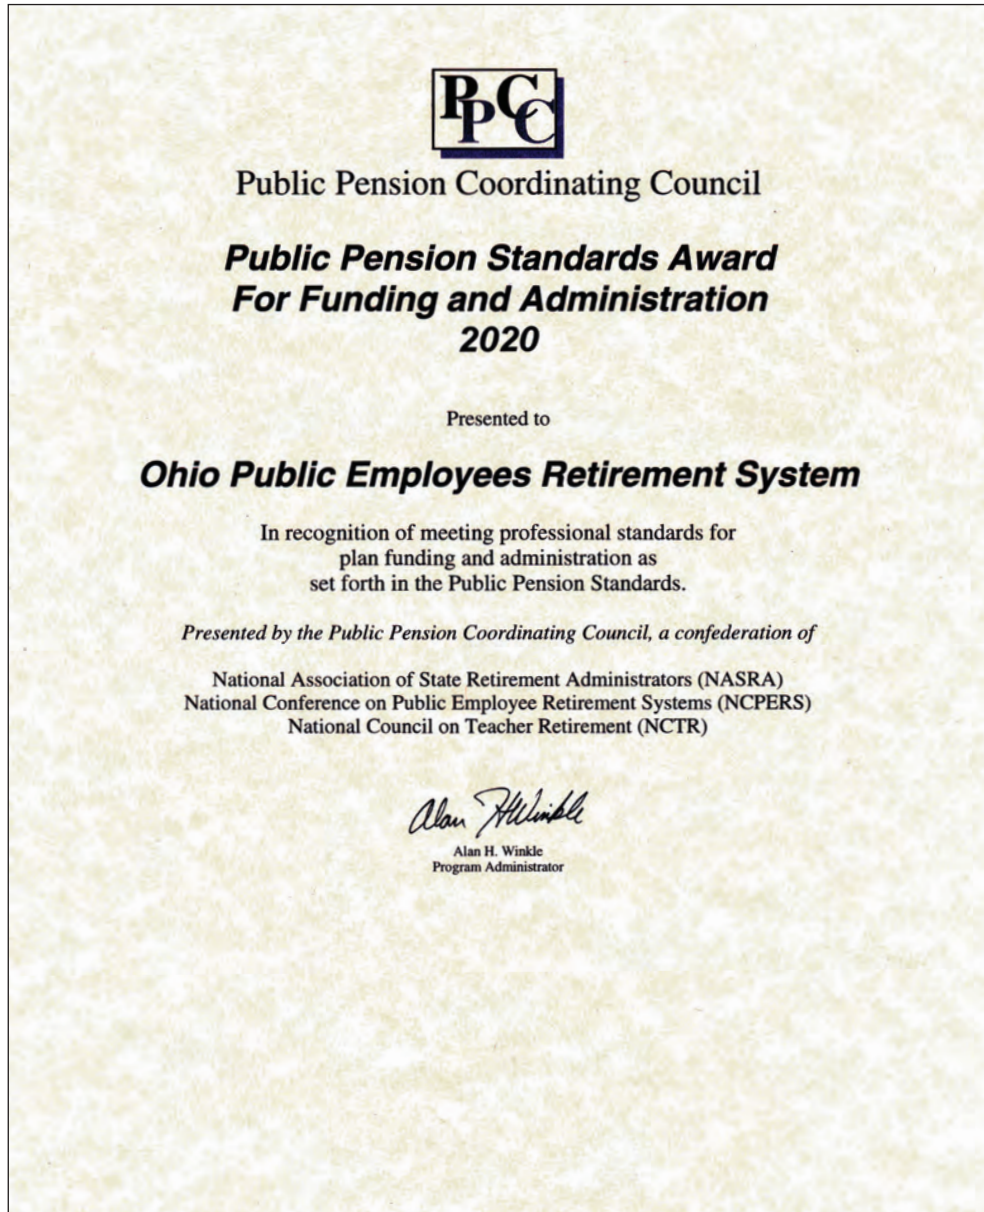 PPCC
Public Pension Coordinating Council
Public Pension Standards Award
For Funding and Administration
2020
Presented to
Ohio Public Employees Retirement System
In recognition of meeting professional standards for
plan funding and administration as
set forth in the Public Pension Standards.
Presented by the Public Pension Coordinating Council, a confederation of
National Association of State Retirement Administrators (NASRA)
National Conference on Public Employee Retirement Systems (NCPERS)
National Council on Teacher Retirement (NCTR)
Alan H Winkle
Alan H. Winkle
Program Administrator